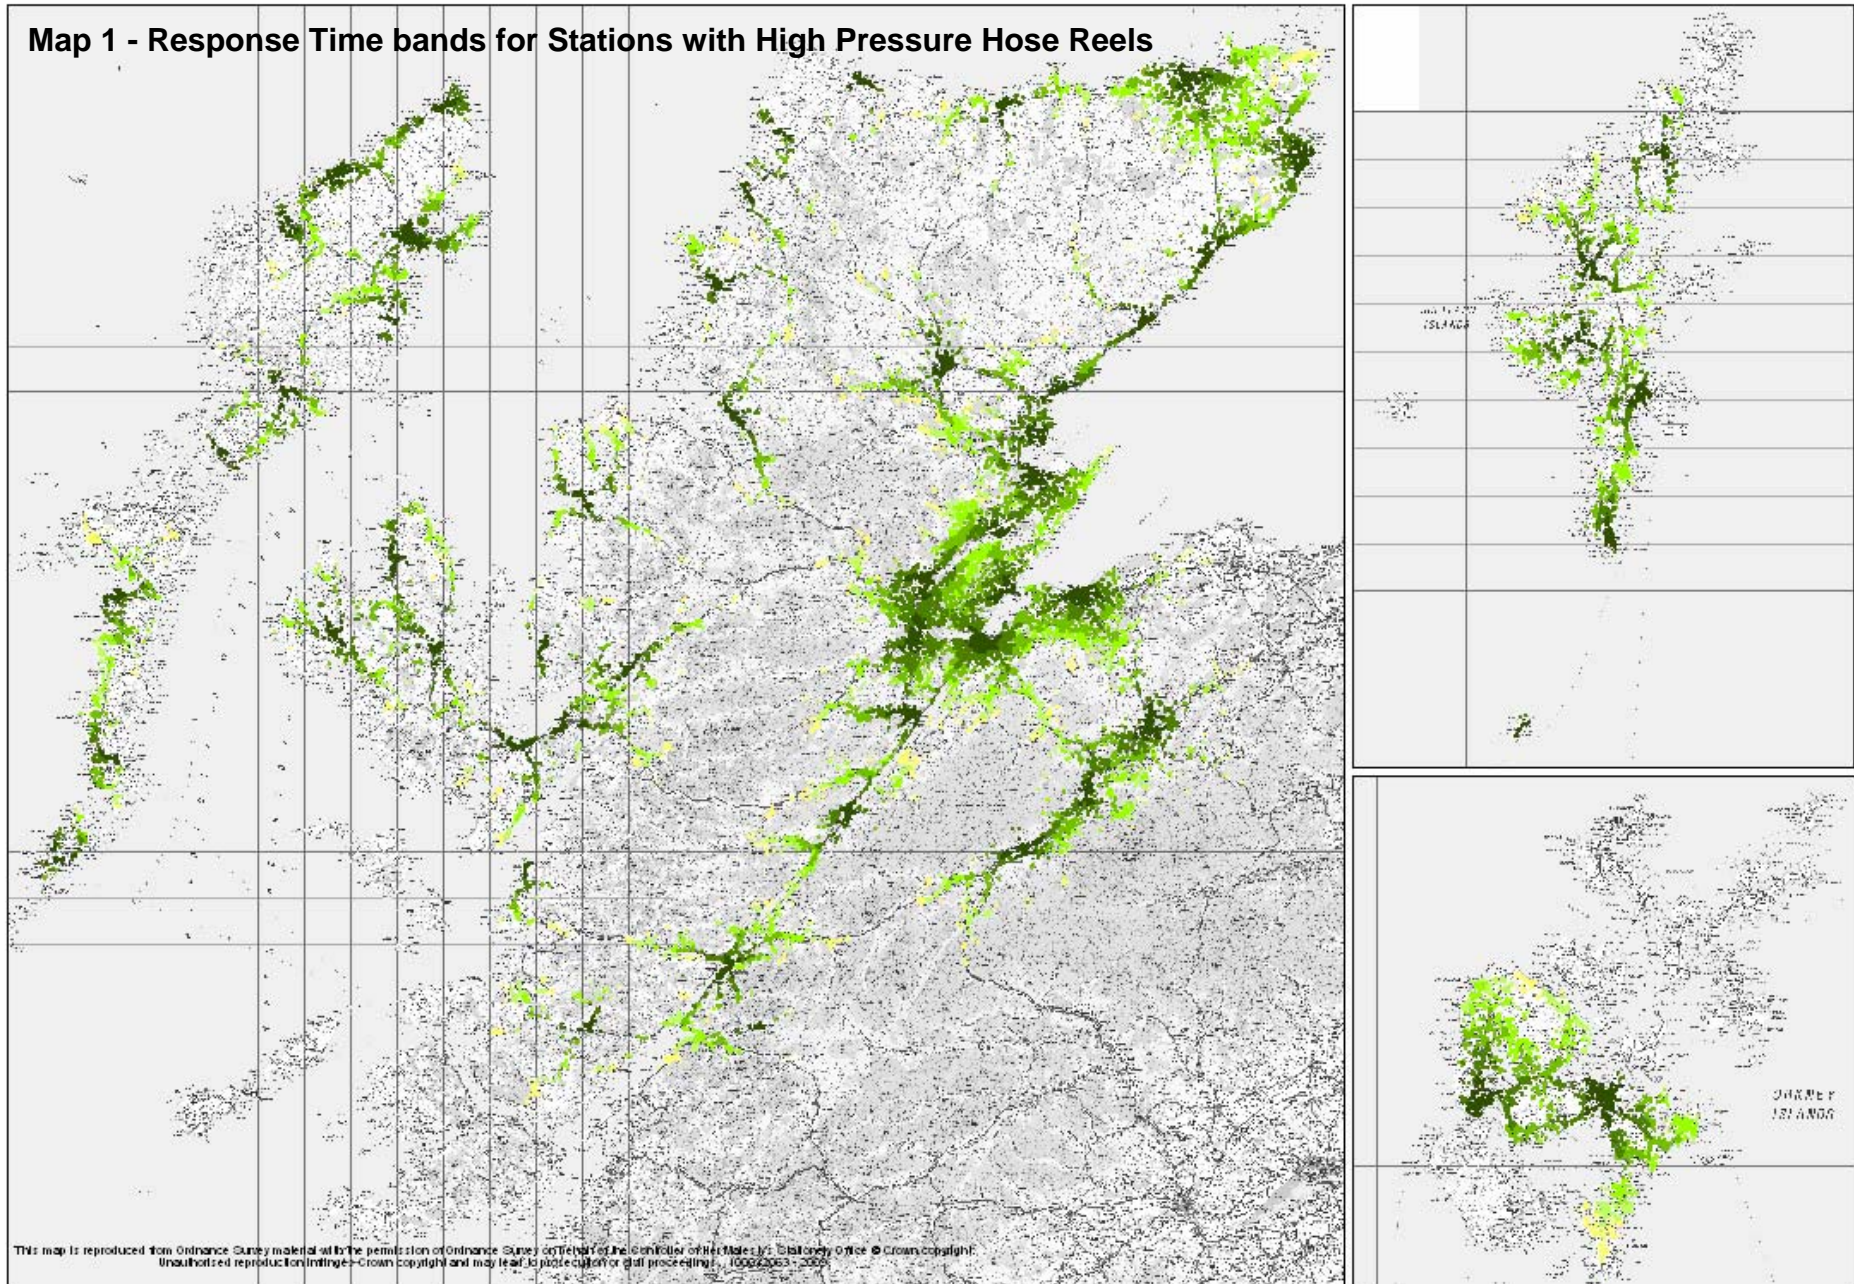 Map 1 - Response Time bands for Stations with High Pressure Hose Reels
ISLANDS
ORKNEY
ISLANDS
This map is reproduced from Ordnance Survey material with the permission of Ordnance Survey on behalf of the Controller of Her Majesty's Stationery Office © Crown copyright.
Unauthorised reproduction infringes Crown copyright and may lead to prosecution or civil proceedings.